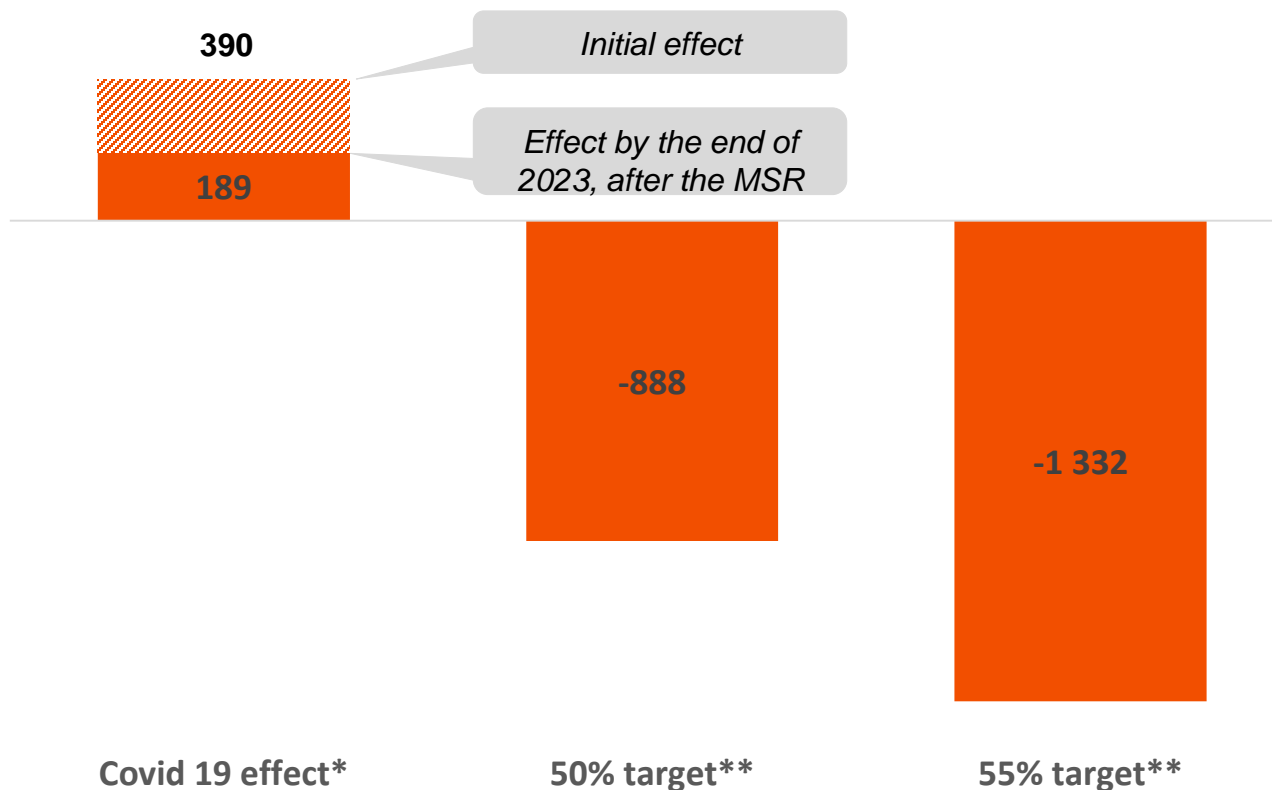 390
Initial effect
Effect by the end of
2023, after the MSR
189
-888
-1 332
Covid 19 effect*
50% target**
55% target**